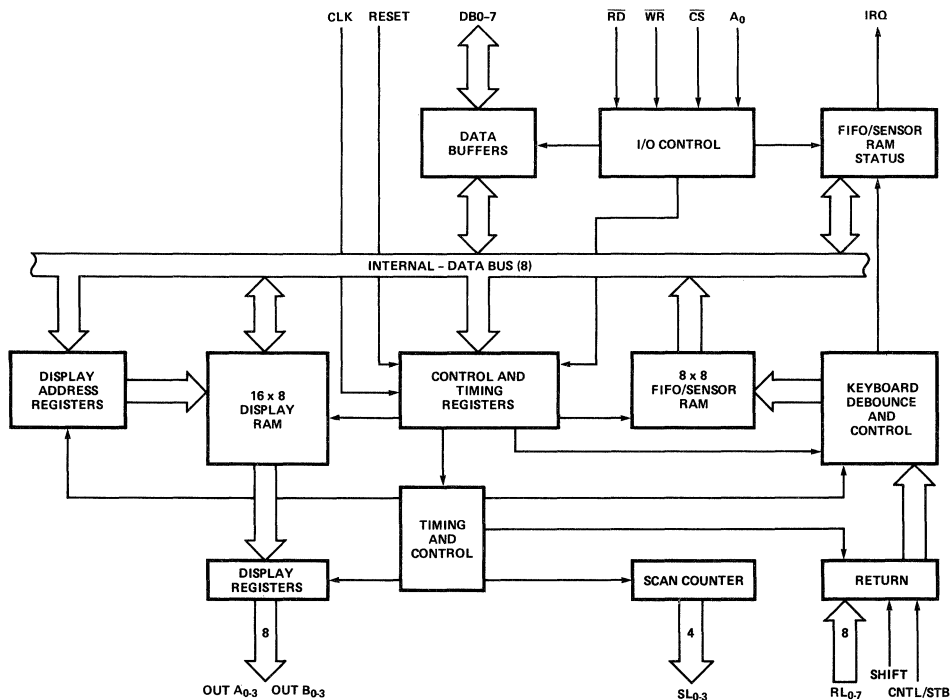 CLK RESET DB0–7 RD WR CS A0 IRQ
DATA
BUFFERS
I/O CONTROL
FIFO/SENSOR
RAM
STATUS
INTERNAL – DATA BUS (8)
DISPLAY
ADDRESS
REGISTERS
16 x 8
DISPLAY
RAM
CONTROL AND
TIMING
REGISTERS
8 x 8
FIFO/SENSOR
RAM
KEYBOARD
DEBOUNCE
AND
CONTROL
TIMING
AND
CONTROL
DISPLAY
REGISTERS
SCAN COUNTER
RETURN
8
4
8
SHIFT
OUT A0-3 OUT B0-3
SL0-3
RL0-7
CNTL/STB